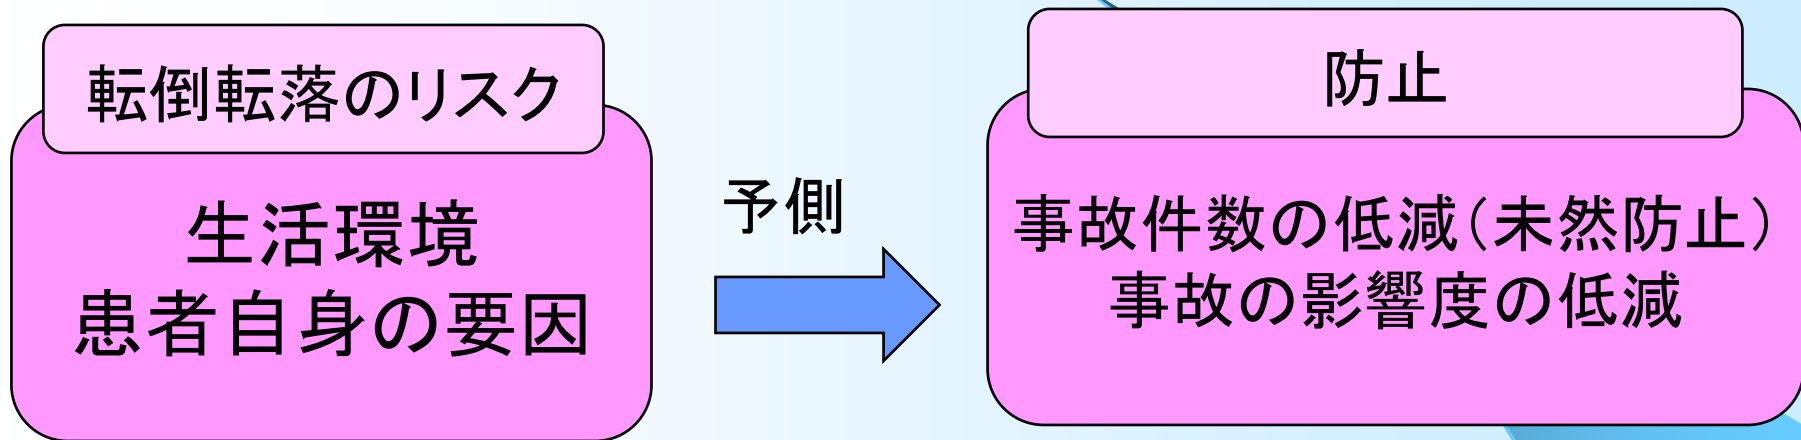 転倒転落のリスク
生活環境
患者自身の要因
予側
防止
事故件数の低減(未然防止)
事故の影響度の低減